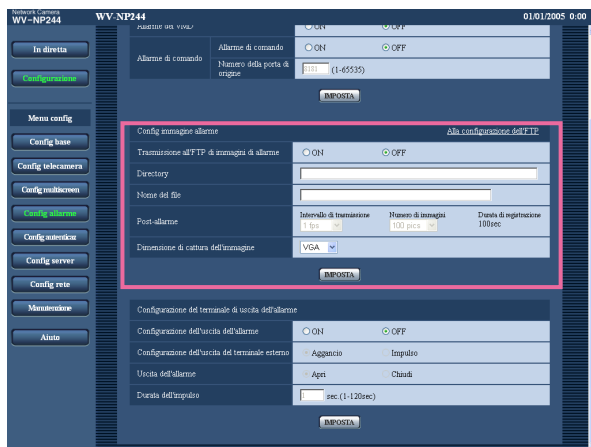 Network Camera
WV-NP244
WV-NP244
01/01/2005 0:00
In diretta
Configurazione
Menu config
Config base
Config telecamera
Config multiscreen
Config allarme
Config autenticaz
Config server
Config rete
Manutenzione
Aiuto
Allarme del VMD
ON
OFF
Allarme di comando
Allarme di comando
ON
OFF
Numero della porta di
origine
8181
(1-65535)
IMPOSTA
Config immagine allarme
Alla configurazione dell'FTP
Trasmissione all'FTP di immagini di allarme
ON
OFF
Directory
Nome del file
Post-allarme
Intervallo di trasmissione
Numero di immagini
Durata di registrazione
1 fps
100 pics
100sec
Dimensione di cattura dell'immagine
VGA
IMPOSTA
Configurazione del terminale di uscita dell'allarme
Configurazione dell'uscita dell'allarme
ON
OFF
Configurazione dell'uscita del terminale esterno
Aggancio
Impulso
Uscita dell'allarme
Apri
Chiudi
Durata dell'impulso
1
sec.(1-120sec)
IMPOSTA